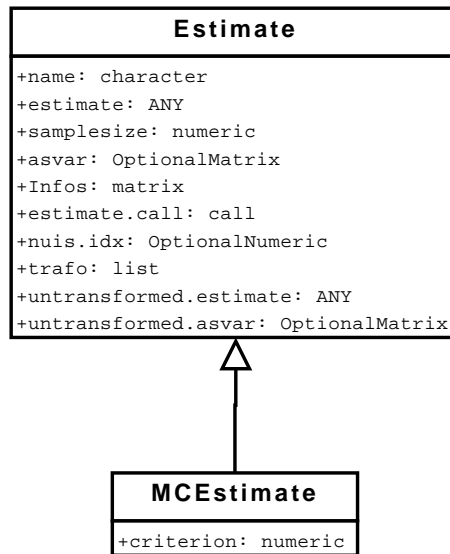 Estimate
+name: character
+estimate: ANY
+samplesize: numeric
+asvar: OptionalMatrix
+Infos: matrix
+estimate.call: call
+nuis.idx: OptionalNumeric
+trafo: list
+untransformed.estimate: ANY
+untransformed.asvar: OptionalMatrix
MCEstimate
+criterion: numeric